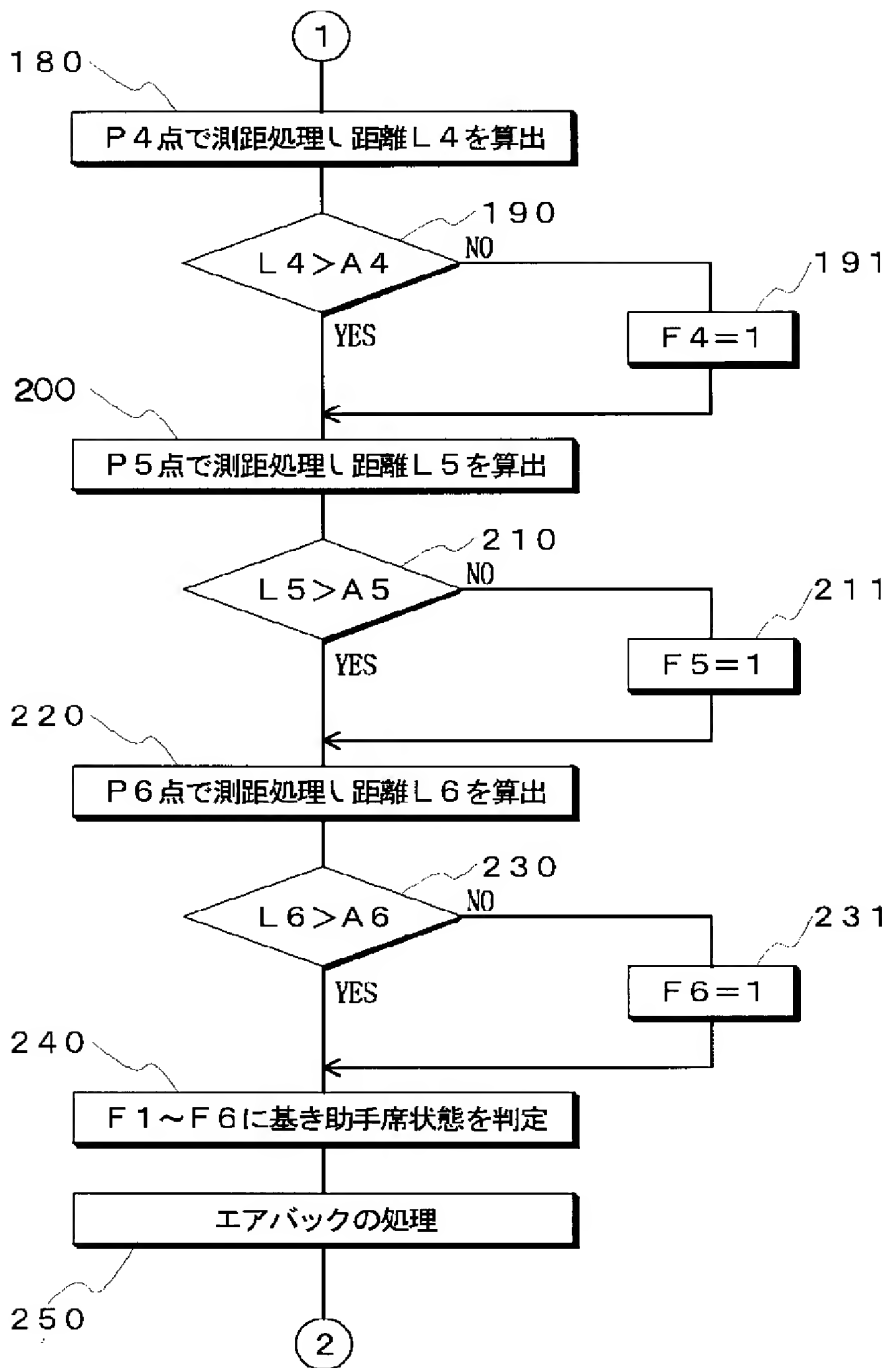 1
180
P4点で測距処理し距離L4を算出
190
L4>A4
NO
191
YES
F4=1
200
P5点で測距処理し距離L5を算出
210
L5>A5
NO
211
YES
F5=1
220
P6点で測距処理し距離L6を算出
230
L6>A6
NO
231
YES
F6=1
240
F1~F6に基き助手席状態を判定
エアバックの処理
250
2